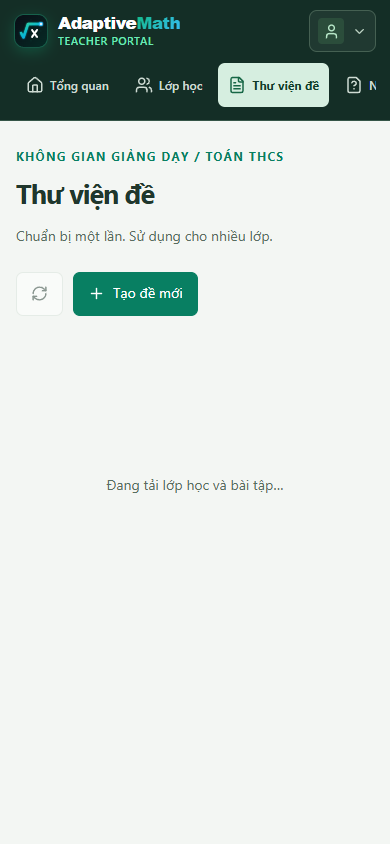 AdaptiveMath
TEACHER PORTAL
Tổng quan
Lớp học
Thư viện đề
N
KHÔNG GIAN GIẢNG DẠY / TOÁN THCS
Thư viện đề
Chuẩn bị một lần. Sử dụng cho nhiều lớp.
Tạo đề mới
Đang tải lớp học và bài tập...